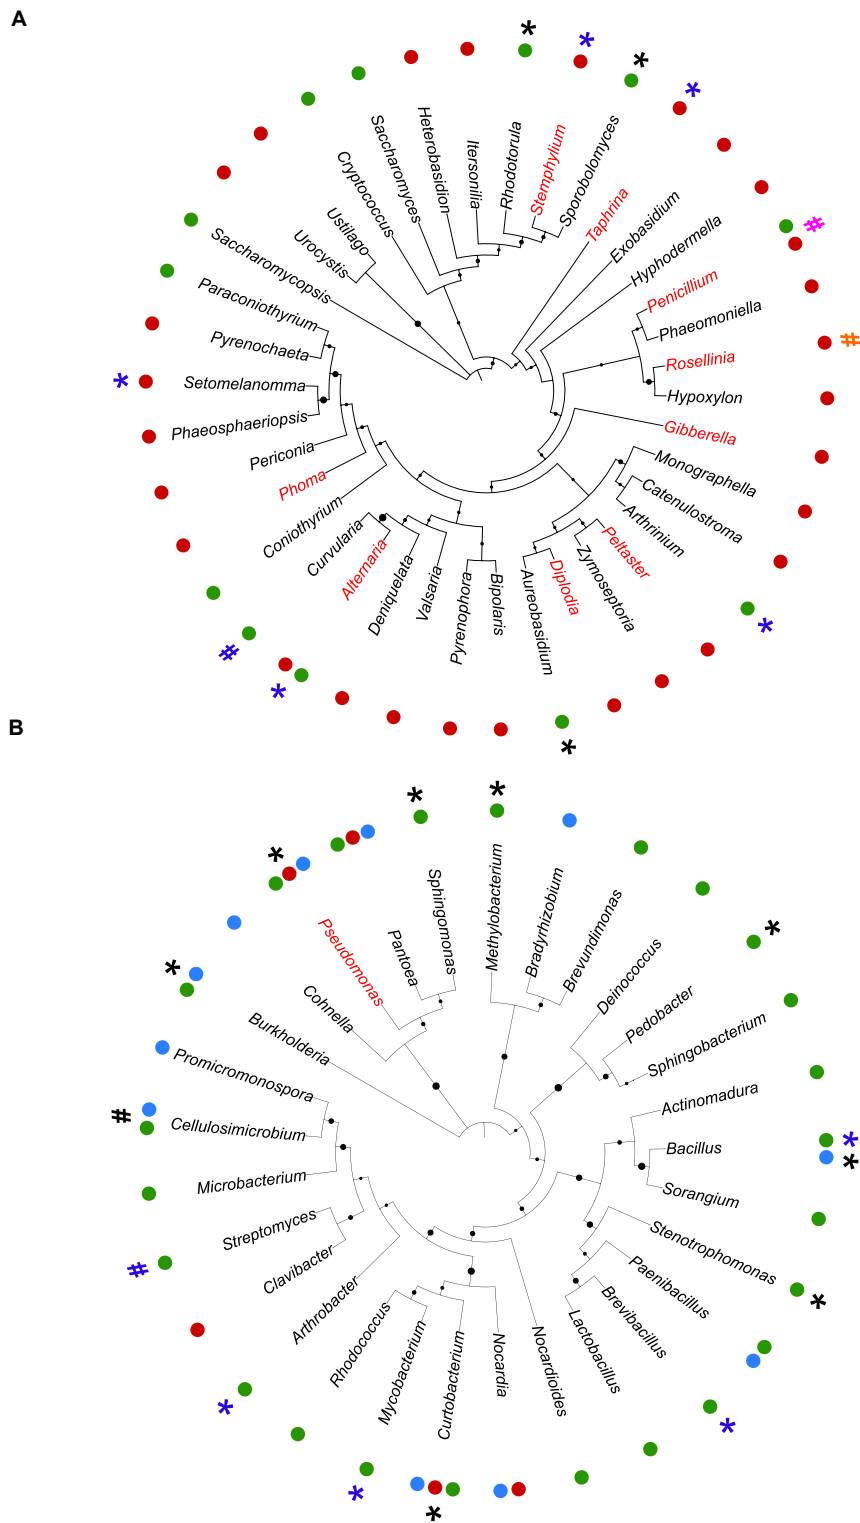 A
*
*
*
*
Saccharomycopsis
Urocystis
Ustilago
Cryptococcus
Saccharomyces
Heterobasidion
Itersonilia
Rhodotorula
Stemphylium
Sporobolomyces
Taphrina
Exobasidium
Hyphodermella
#
Penicillium
Phaeomoniella
#
Rosellinia
Hypoxylon
Gibberella
Monographella
Catenulostroma
Arthrinium
Peltaster
*
Zymoseptoria
Diplodia
Aureobasidium
*
Bipolaris
Pyrenophora
Valsaria
Deniquelata
Alternaria
*
Curvularia
#
Coniothyrium
Phoma
Periconia
Phaeosphaeriopsis
Setomelanomma
*
Pyrenochaeta
Paraconiothyrium
B
*
*
*
*
Burkholderia
Cohnella
Pseudomonas
Pantoea
Sphingomonas
Methylobacterium
Bradyrhizobium
Brevundimonas
Deinococcus
Pedobacter
*
Sphingobacterium
Actinomadura
Bacillus
*
*
Sorangium
Stenotrophomonas
*
Paenibacillus
Brevibacillus
*
Lactobacillus
Nocardioides
Nocardia
Curtobacterium
*
Mycobacterium
*
Rhodococcus
Arthrobacter
*
Clavibacter
Streptomyces
#
Microbacterium
Cellulosimicrobium
#
Promicromonospora